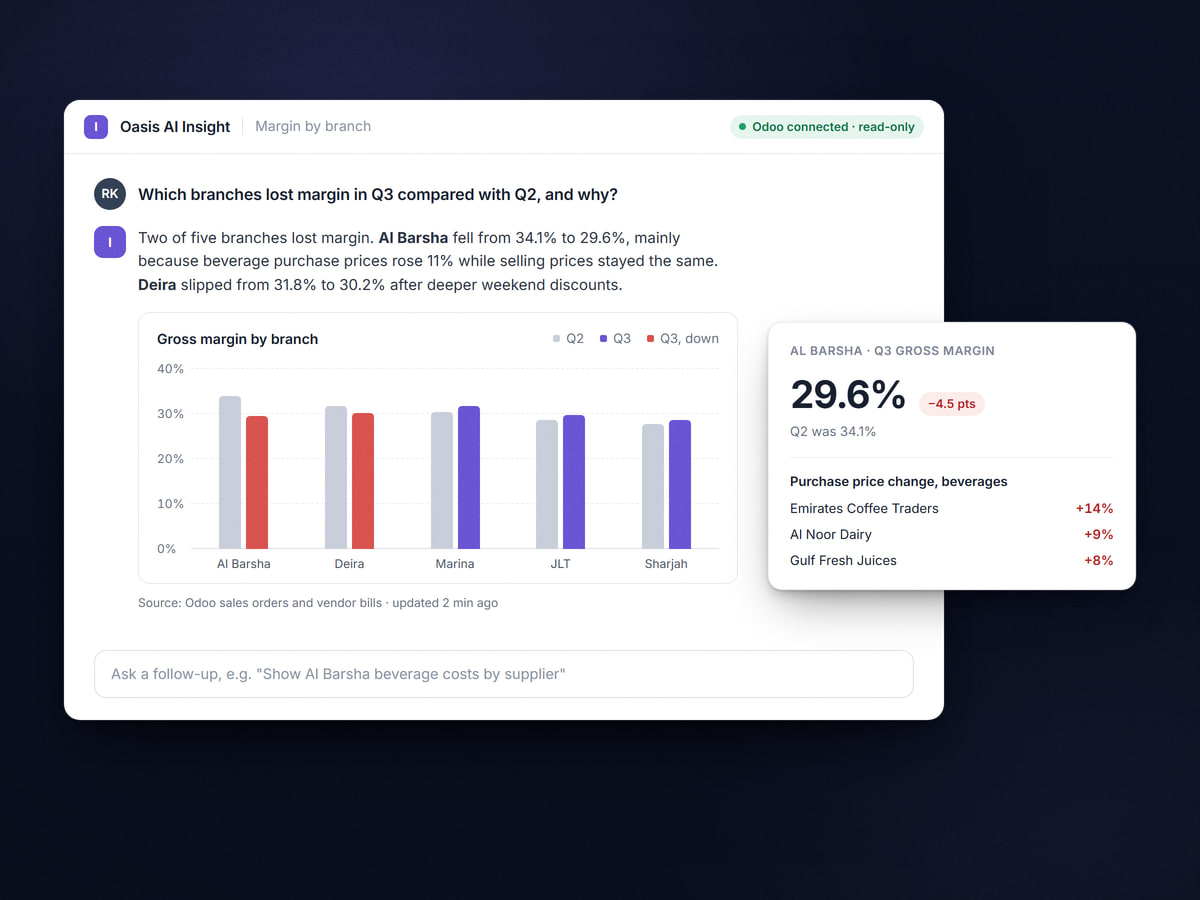 I
Oasis AI Insight
Margin by branch
Odoo connected · read-only
RK
Which branches lost margin in Q3 compared with Q2, and why?
I
Two of five branches lost margin. Al Barsha fell from 34.1% to 29.6%, mainly
because beverage purchase prices rose 11% while selling prices stayed the same.
Deira slipped from 31.8% to 30.2% after deeper weekend discounts.
Gross margin by branch
Q2
Q3
Q3, down
40%
30%
20%
10%
0%
Al Barsha
Deira
Marina
JLT
Sharjah
Source: Odoo sales orders and vendor bills · updated 2 min ago
AL BARSHA · Q3 GROSS MARGIN
29.6%
−4.5 pts
Q2 was 34.1%
Purchase price change, beverages
Emirates Coffee Traders +14%
Al Noor Dairy +9%
Gulf Fresh Juices +8%
Ask a follow-up, e.g. "Show Al Barsha beverage costs by supplier"